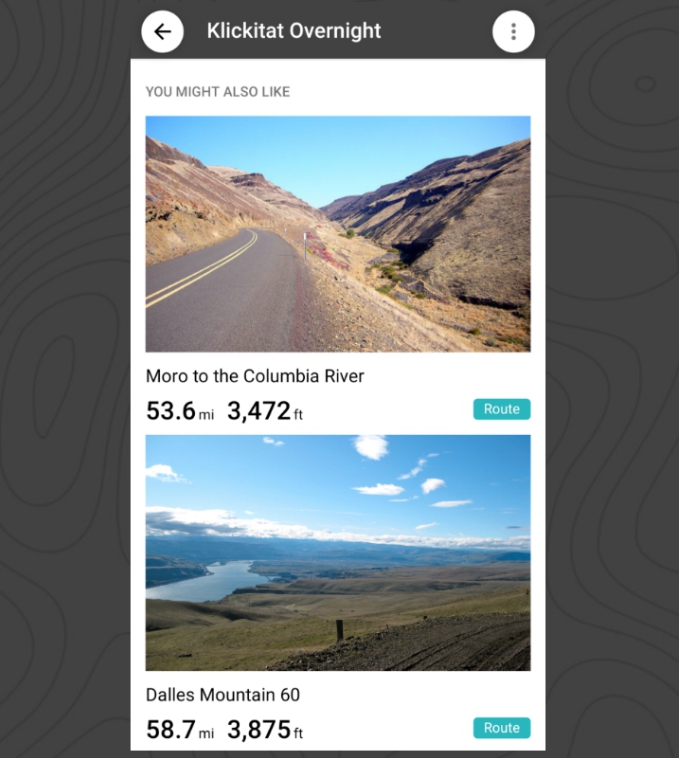 Klickitat Overnight
YOU MIGHT ALSO LIKE
Moro to the Columbia River
53.6 mi 3,472 ft
Route
Dalles Mountain 60
58.7 mi 3,875 ft
Route